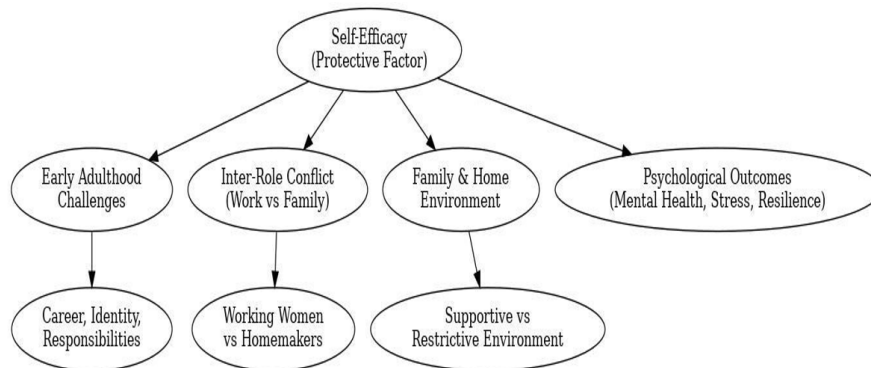 Self-Efficacy
(Protective Factor)
Early Adulthood
Challenges
Inter-Role Conflict
(Work vs Family)
Family & Home
Environment
Psychological Outcomes
(Mental Health, Stress, Resilience)
Career, Identity,
Responsibilities
Working Women
vs Homemakers
Supportive vs
Restrictive Environment